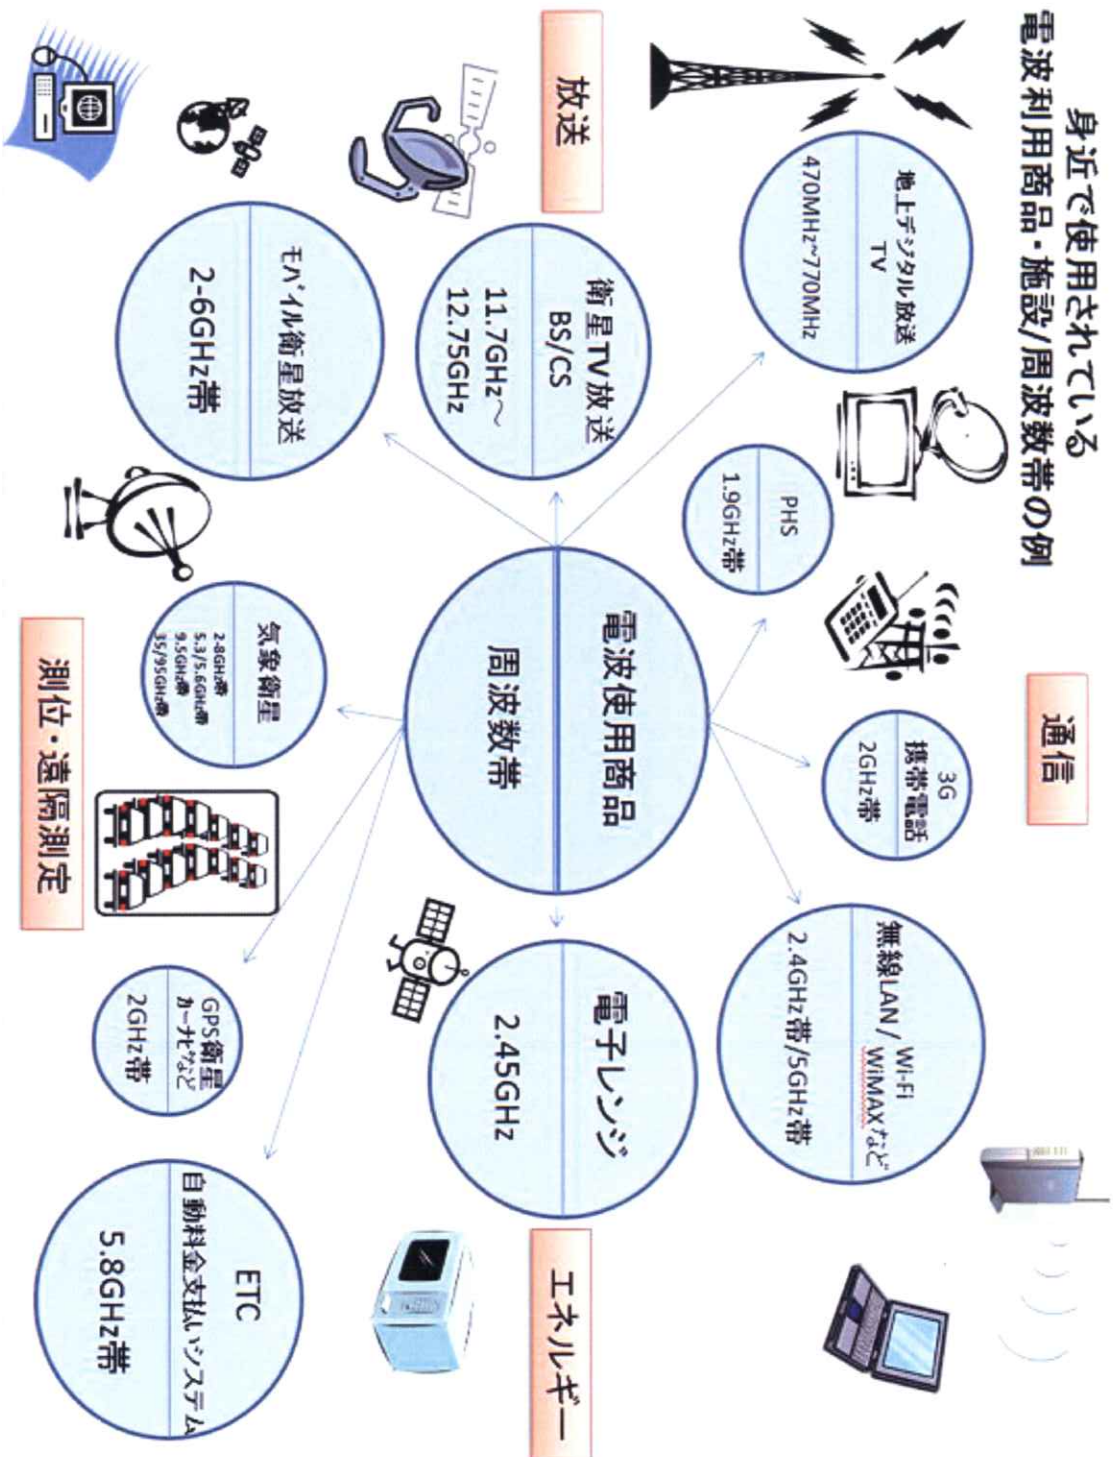 身近で使用されている
電波利用商品・施設/周波数帯の例
通信
放送
地上デジタル放送
TV
470MHz~770MHz
PHS
1.9GHz帯
3G
携帯電話
2GHz帯
無線LAN/ Wi-Fi
WiMAXなど
2.4GHz帯/5GHz帯
衛星TV放送
BS/CS
11.7GHz~
12.75GHz
電波使用商品
周波数帯
電子レンジ
2.45GHz
エネルギー
モバイル衛星放送
2-6GHz帯
気象衛星
2-8GHz帯
5.3/5.6GHz帯
9.5GHz帯
35/95GHz帯
GPS衛星
カーナビなど
2GHz帯
ETC
自動料金支払いシステム
5.8GHz帯
測位・遠隔測定